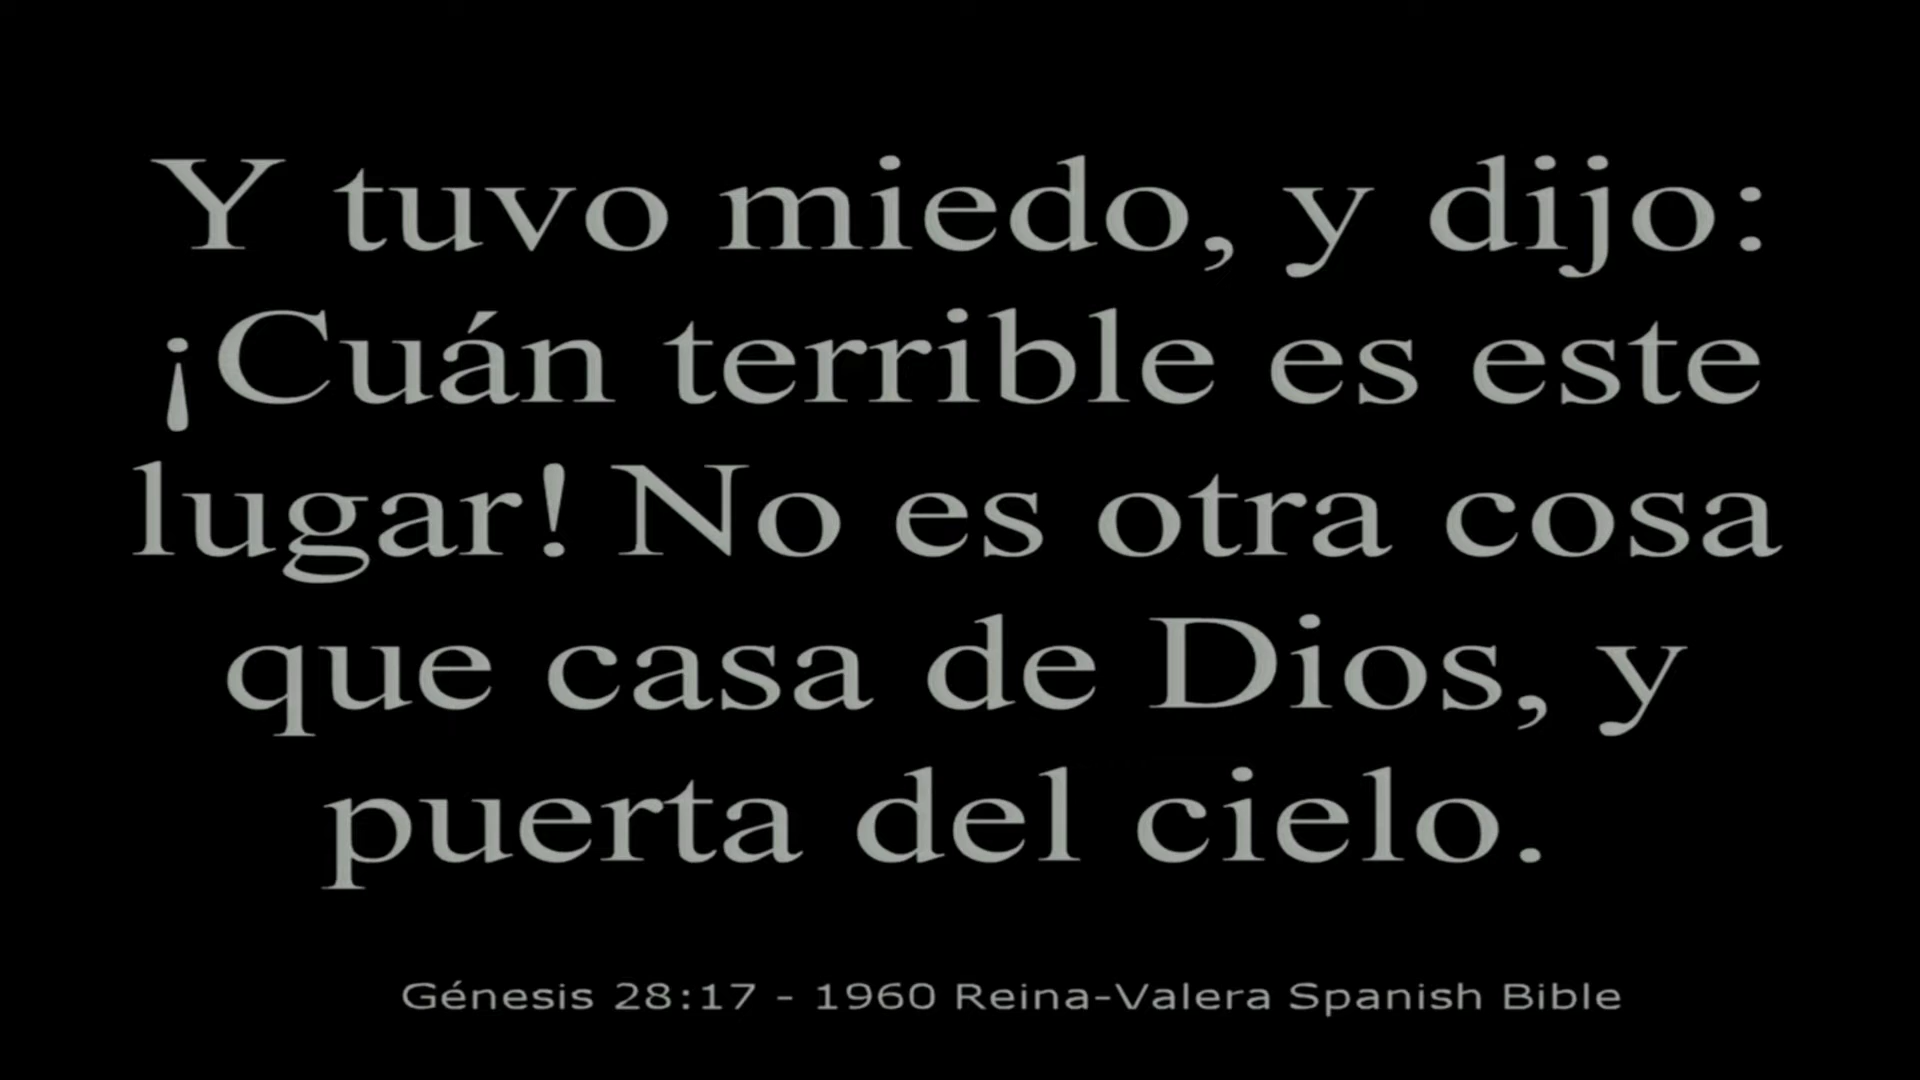 Y tuvo miedo, y dijo:
¡Cuán terrible es este
lugar! No es otra cosa
que casa de Dios, y
puerta del cielo.
Génesis 28:17 - 1960 Reina-Valera Spanish Bible